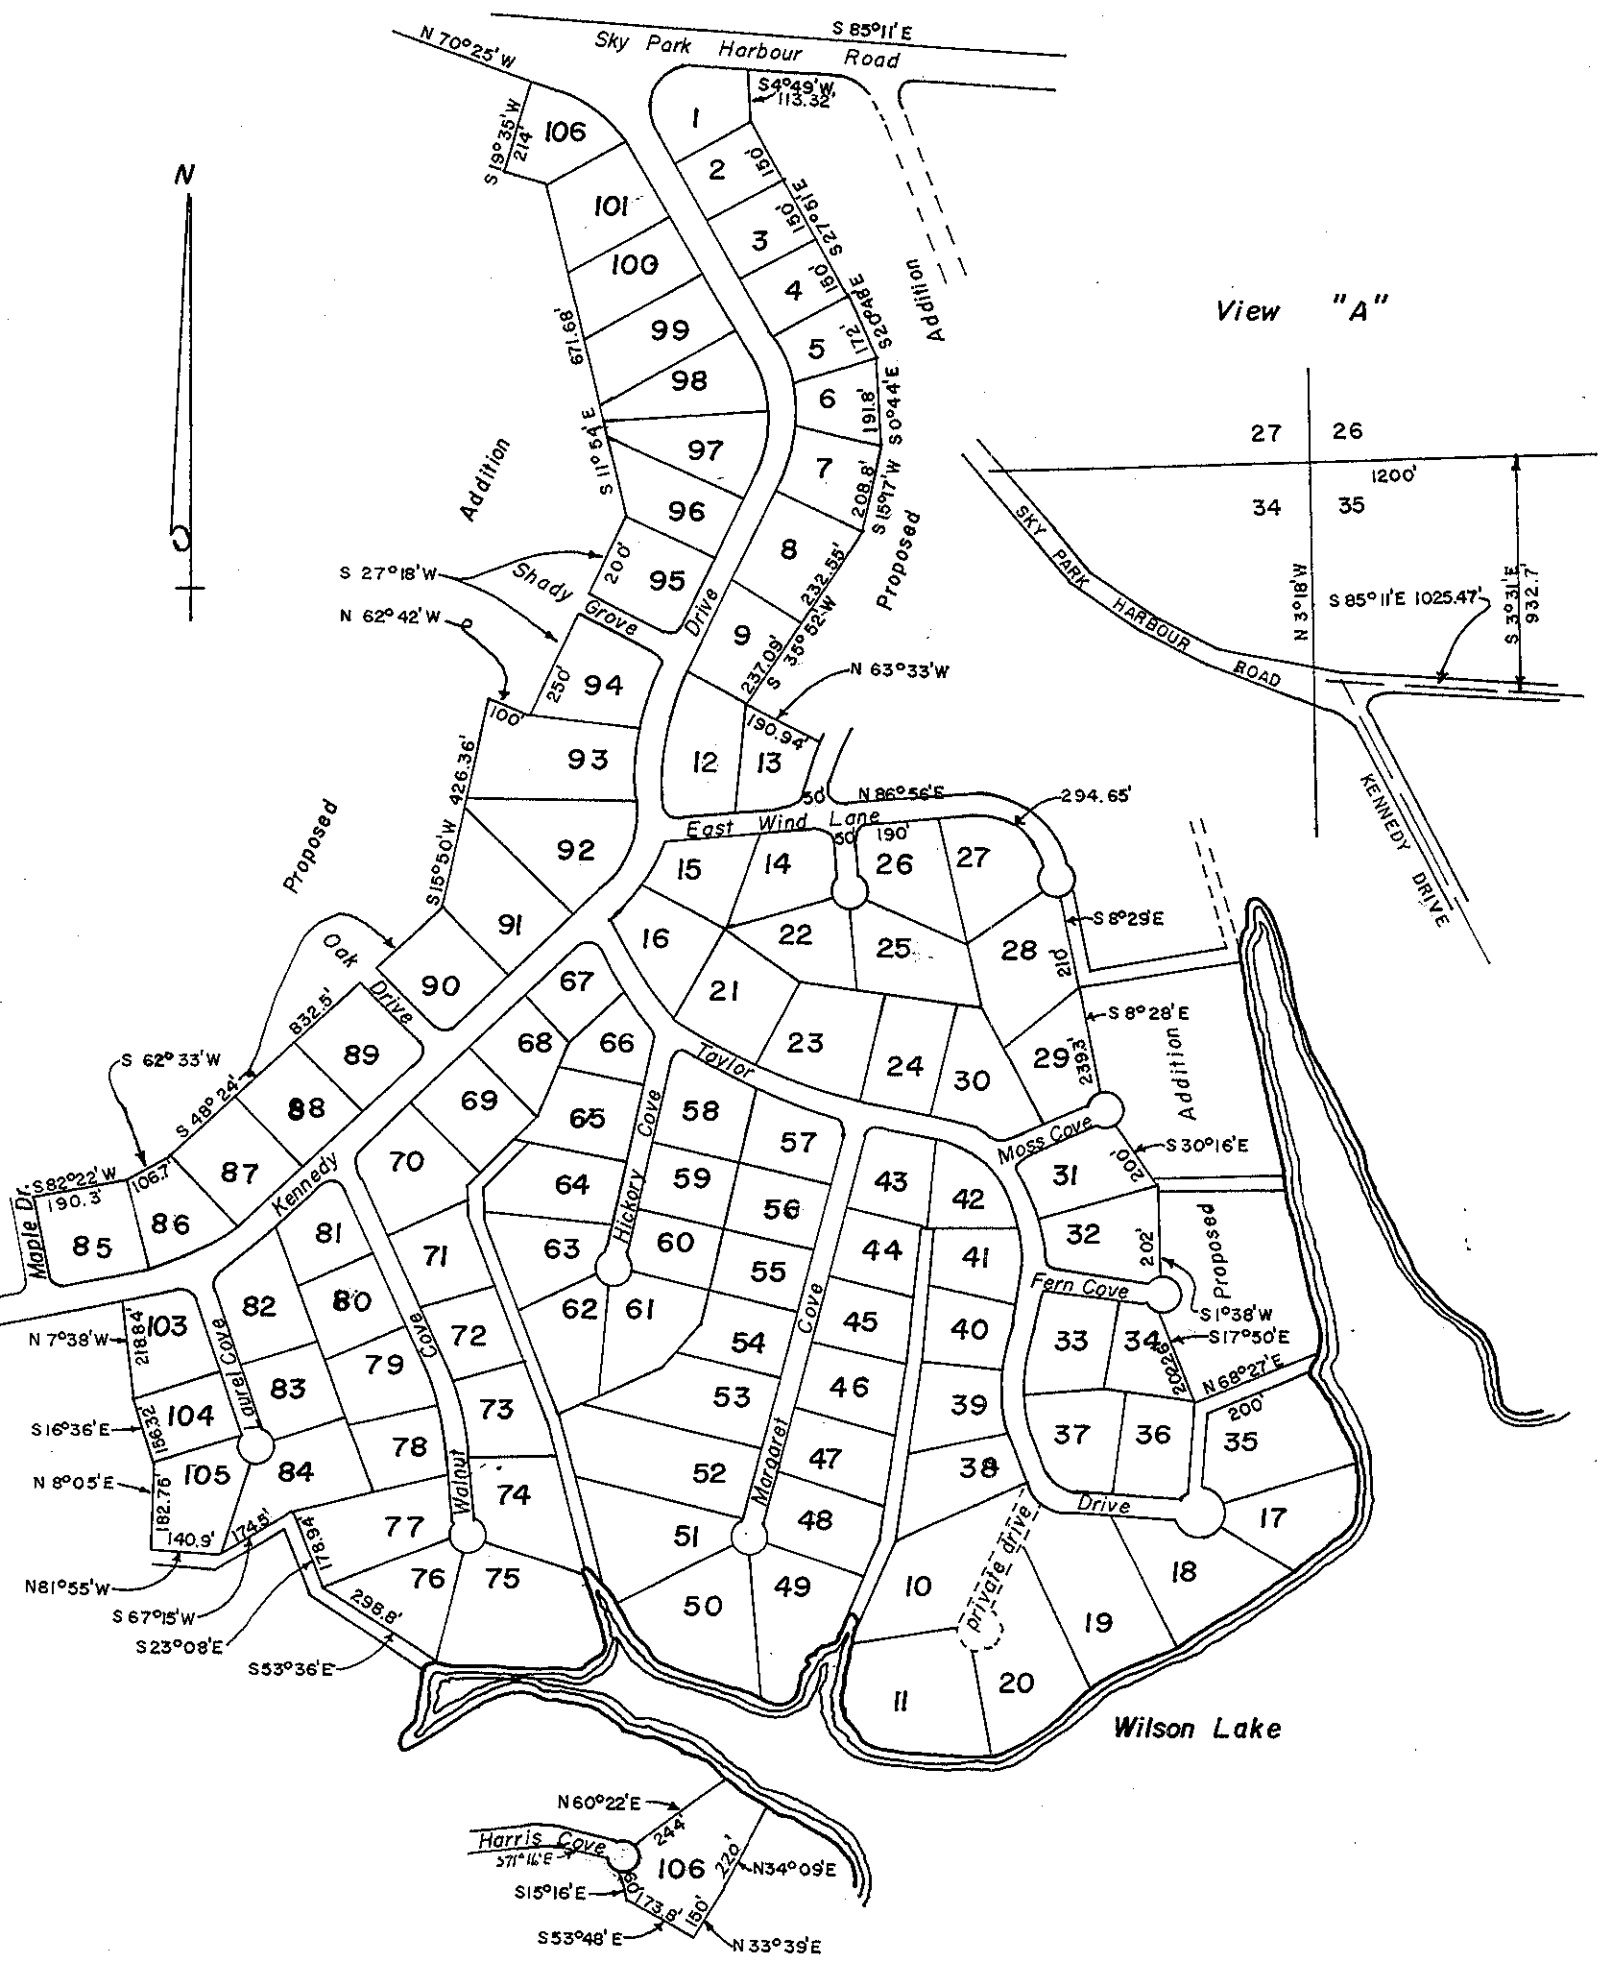 S 85°11'E
N 70°25'W
Sky Park Harbour Road
S4°49'W,
113.32'
S 19°35'W
214'
106
1
N
2
150'
101
3
150'
S 27°51'E
100
4
150'
Addition
View "A"
671.68'
99
5
172'
S20°48'E
98
6
191.8'
S 0°44'E
27 26
1200'
34 35
S 11°54'E
97
7
208.8'
S 15°17'W
Addition
96
8
Proposed
SKY PARK HARBOUR ROAD
N 3°18'W
S 85°11'E 1025.47'
S 3°31'E
932.7'
KENNEDY DRIVE
S 27°18'W
200'
95
Shady Grove
Drive
232.55'
N 62°42'W
9
237.09'
S 35°52'W
N 63°33'W
250'
94
100'
190.94'
93
12
13
426.36'
S15°50'W
Proposed
50'
N 86°56'E
294.65'
East Wind Lane
50'
190'
92
15
14
26
27
91
16
22
25
28
S 8°29'E
210'
Oak Drive
90
67
21
832.5'
89
68
66
Taylor
23
24
30
29
239.3'
S 8°28'E
Addition
S 62°33'W
S 48°24'
88
69
65
58
57
Moss Cove
S 30°16'E
200'
S82°22'W
190.3'
106.7'
87
Kennedy
70
64
Hickory Cove
59
56
43
42
31
Maple Dr.
85
86
81
71
63
60
55
44
41
32
202'
Proposed
Fern Cove
S 1°38'W
S17°50'E
N 7°38'W
218.84'
103
82
80
Cove
72
62
61
54
Cove
45
40
33
34
202.26'
N 68°27'E
200'
Laurel Cove
83
79
73
53
46
39
S16°36'E
156.32'
104
78
37
36
35
N 8°05'E
182.76'
105
84
Walnut
74
52
Margaret
47
38
Drive
17
140.9'
174.5'
178.94'
77
51
48
private drive
N81°55'W
76
75
50
49
10
18
S 67°15'W
298.8'
19
S23°08'E
S53°36'E
11
20
Wilson Lake
N 60°22'E
244'
Harris Cove
S71°16'E
106
220'
N34°09'E
S15°16'E
173.8'
150'
S 53°48'E
N 33°39'E